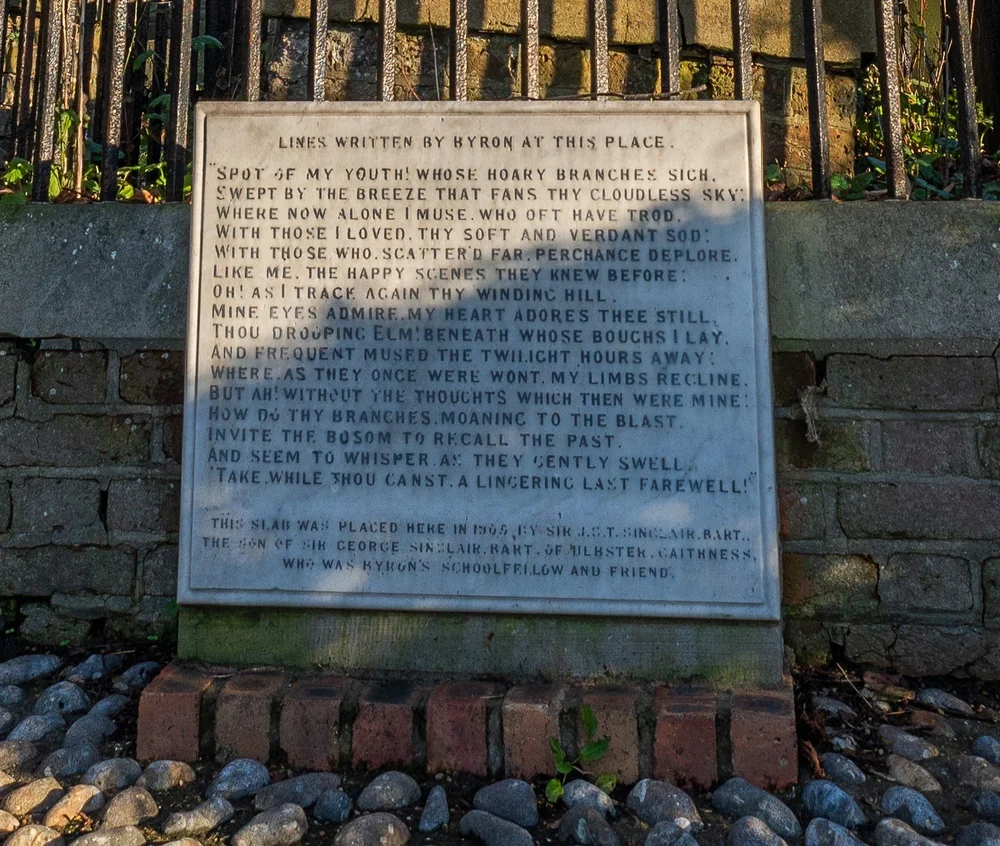 LINES WRITTEN BY BYRON AT THIS PLACE.
"SPOT OF MY YOUTH! WHOSE HOARY BRANCHES SIGH,
SWEPT BY THE BREEZE THAT FANS THY CLOUDLESS SKY;
WHERE NOW ALONE I MUSE, WHO OFT HAVE TROD,
WITH THOSE I LOVED, THY SOFT AND VERDANT SOD;
WITH THOSE WHO, SCATTER'D FAR, PERCHANCE DEPLORE,
LIKE ME, THE HAPPY SCENES THEY KNEW BEFORE:
OH! AS I TRACE AGAIN THY WINDING HILL,
MINE EYES ADMIRE, MY HEART ADORES THEE STILL,
THOU DROOPING ELM! BENEATH WHOSE BOUGHS I LAY,
AND FREQUENT MUSED THE TWILIGHT HOURS AWAY;
WHERE, AS THEY ONCE WERE WONT, MY LIMBS RECLINE,
BUT AH! WITHOUT THE THOUGHTS WHICH THEN WERE MINE:
HOW DO THY BRANCHES, MOANING TO THE BLAST,
INVITE THE BOSOM TO RECALL THE PAST,
AND SEEM TO WHISPER, AS THEY GENTLY SWELL,
"TAKE, WHILE THOU CANST, A LINGERING LAST FAREWELL!"
THIS SLAB WAS PLACED HERE IN 1905, BY SIR J.G.T. SINCLAIR, BART.,
THE SON OF SIR GEORGE SINCLAIR, BART. OF ULBSTER, CAITHNESS,
WHO WAS BYRON'S SCHOOLFELLOW AND FRIEND.